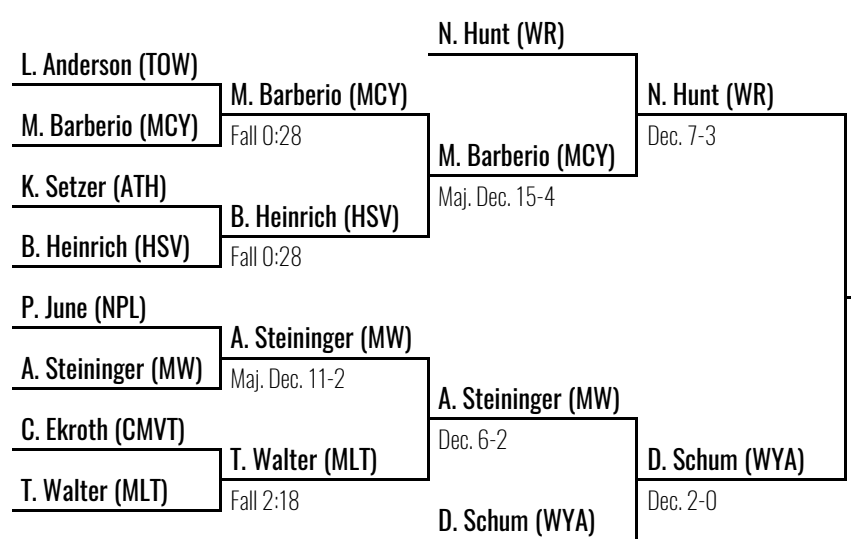 N. Hunt (WR)
L. Anderson (TOW)
M. Barberio (MCY)
N. Hunt (WR)
M. Barberio (MCY)
Fall 0:28
Dec. 7-3
M. Barberio (MCY)
K. Setzer (ATH)
Maj. Dec. 15-4
B. Heinrich (HSV)
B. Heinrich (HSV)
Fall 0:28
P. June (NPL)
A. Steininger (MW)
A. Steininger (MW)
Maj. Dec. 11-2
A. Steininger (MW)
C. Ekroth (CMVT)
Dec. 6-2
T. Walter (MLT)
D. Schum (WYA)
T. Walter (MLT)
Fall 2:18
Dec. 2-0
D. Schum (WYA)